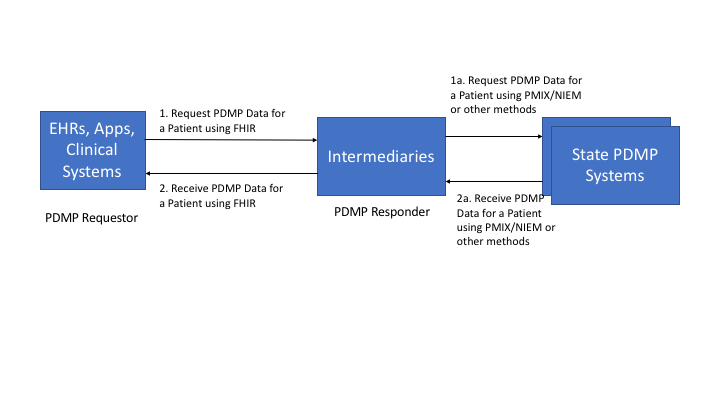 1a. Request PDMP Data for
a Patient using PMIX/NIEM
or other methods
1. Request PDMP Data for
a Patient using FHIR
EHRs, Apps,
Clinical
Systems
Intermediaries
State PDMP
Systems
2. Receive PDMP Data for
a Patient using FHIR
2a. Receive PDMP
Data for a Patient
using PMIX/NIEM or
other methods
PDMP Requestor
PDMP Responder